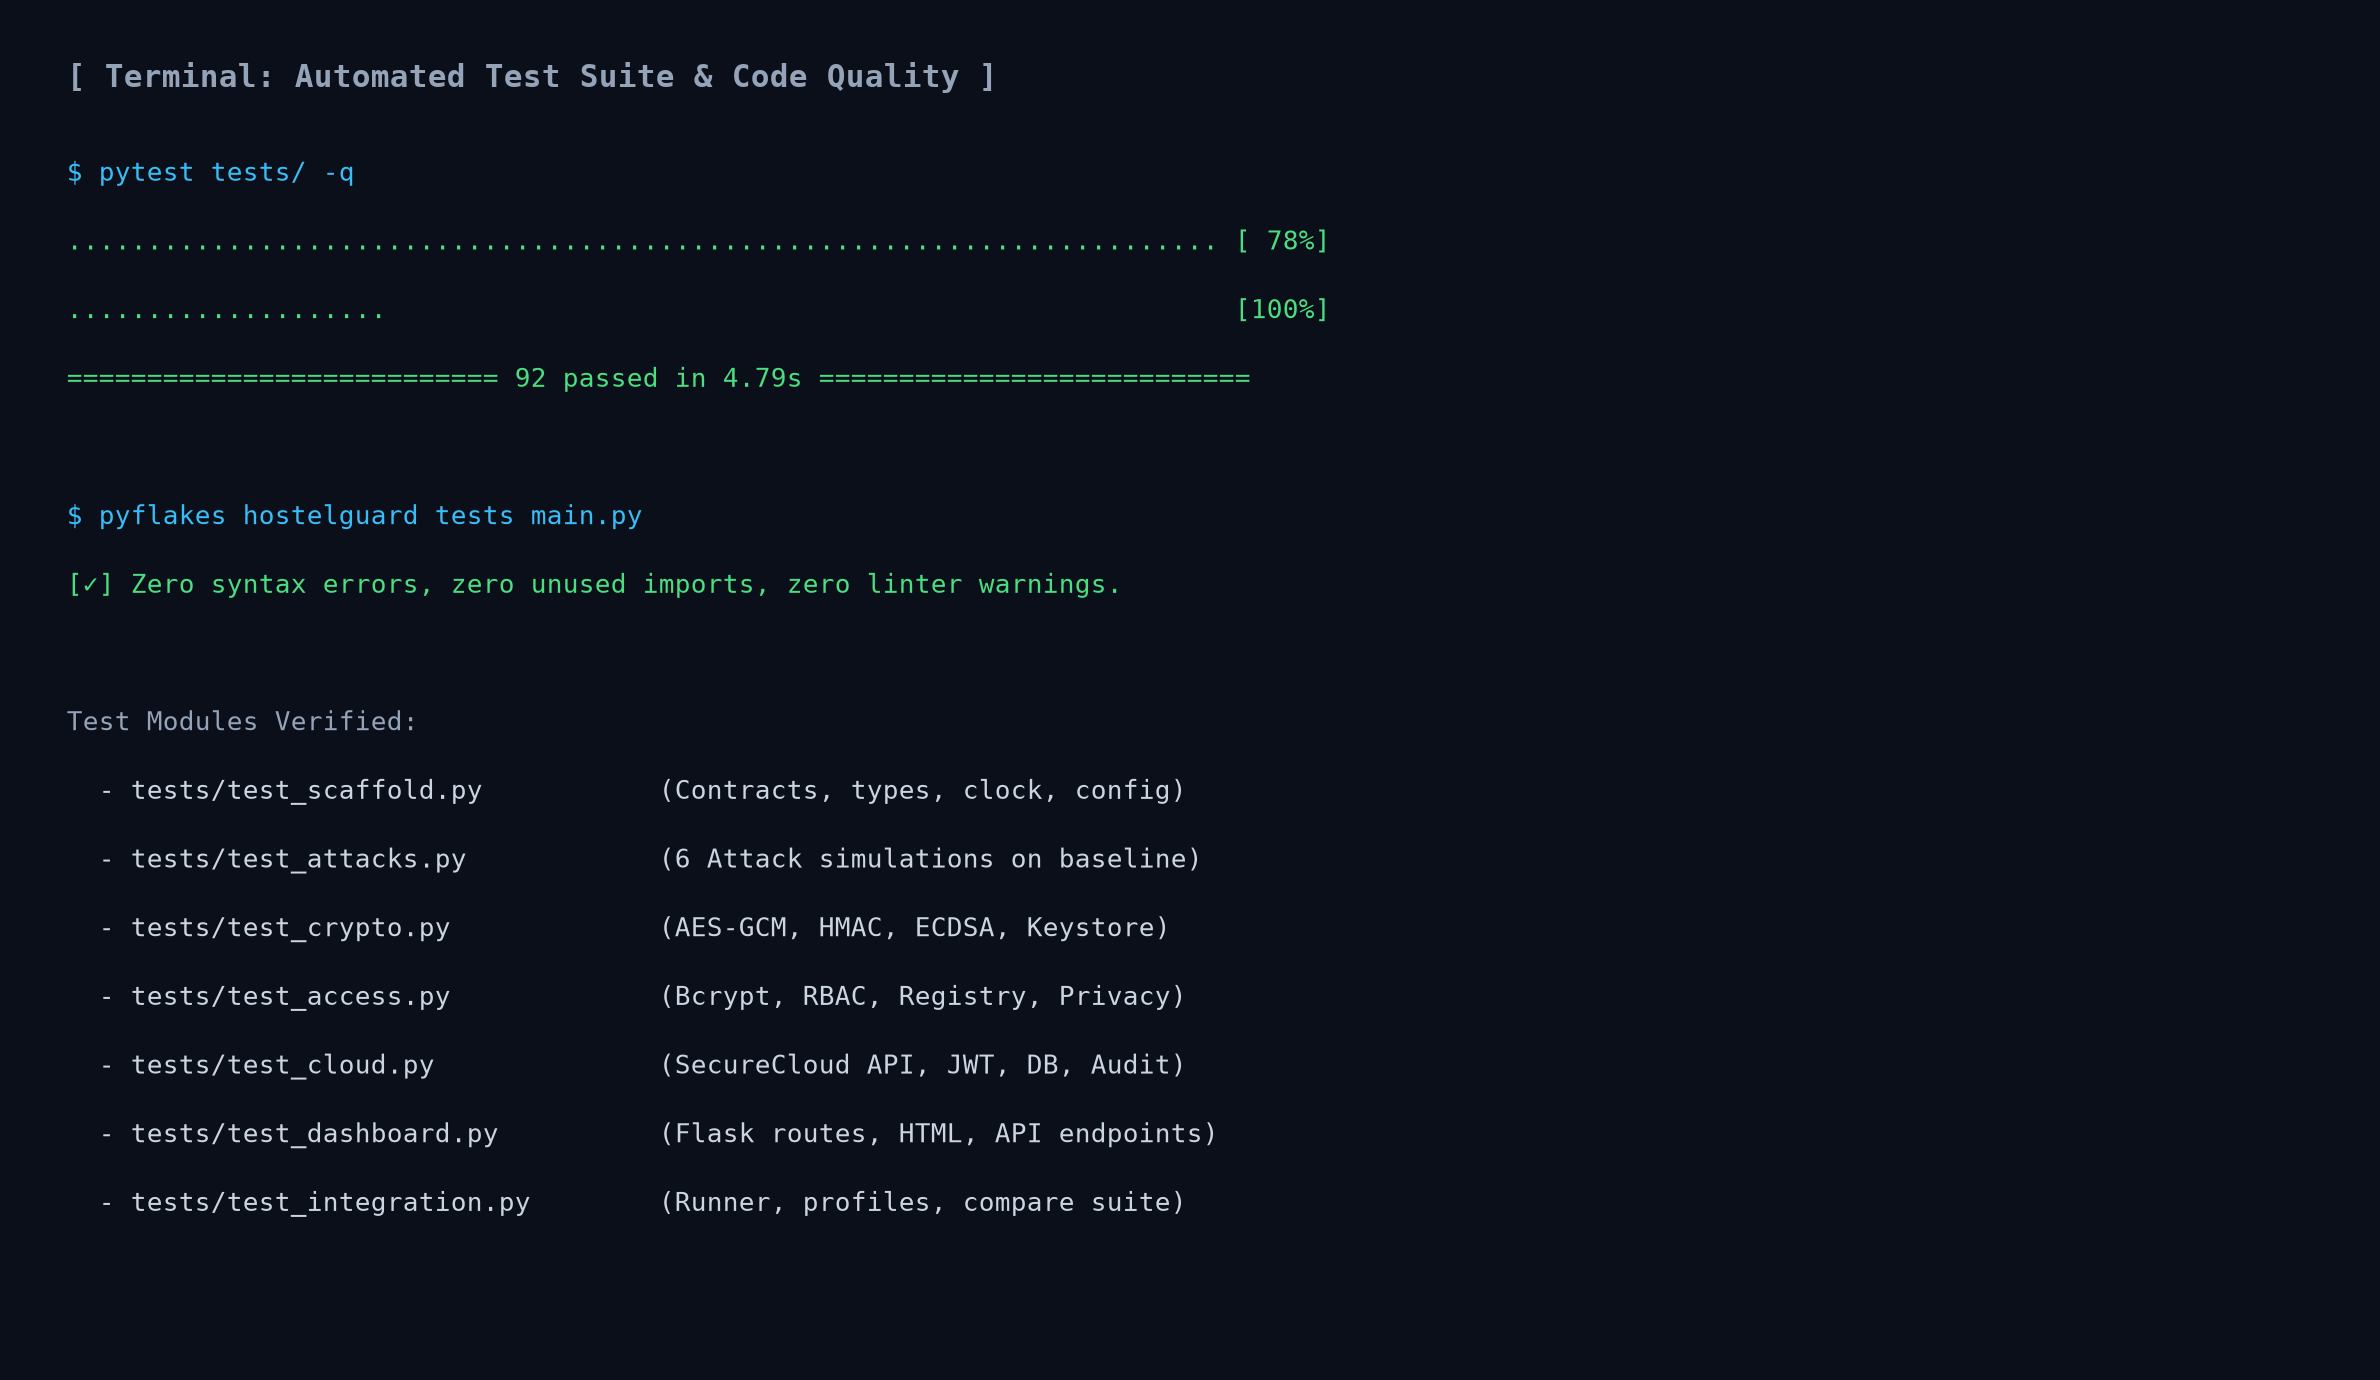 [ Terminal: Automated Test Suite & Code Quality ]
$ pytest tests/ -q
........................................................................ [ 78%]
....................                                                     [100%]
=========================== 92 passed in 4.79s ===========================
$ pyflakes hostelguard tests main.py
[✓] Zero syntax errors, zero unused imports, zero linter warnings.
Test Modules Verified:
  - tests/test_scaffold.py           (Contracts, types, clock, config)
  - tests/test_attacks.py            (6 Attack simulations on baseline)
  - tests/test_crypto.py             (AES-GCM, HMAC, ECDSA, Keystore)
  - tests/test_access.py             (Bcrypt, RBAC, Registry, Privacy)
  - tests/test_cloud.py              (SecureCloud API, JWT, DB, Audit)
  - tests/test_dashboard.py          (Flask routes, HTML, API endpoints)
  - tests/test_integration.py        (Runner, profiles, compare suite)